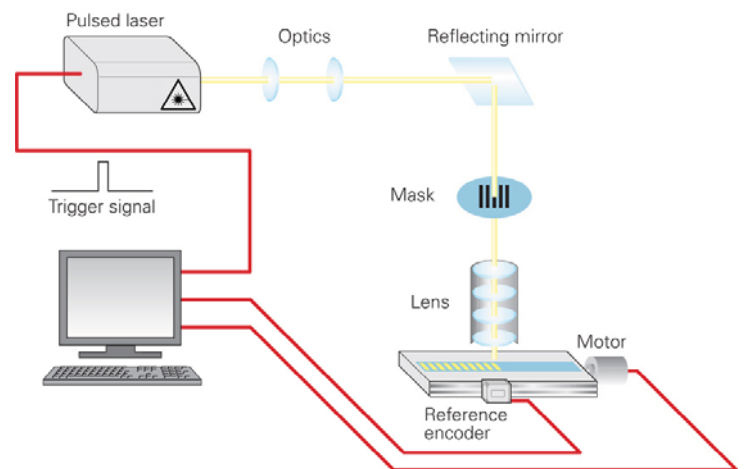 Pulsed laser
Optics
Reflecting mirror
Mask
Trigger signal
Lens
Motor
Reference
encoder